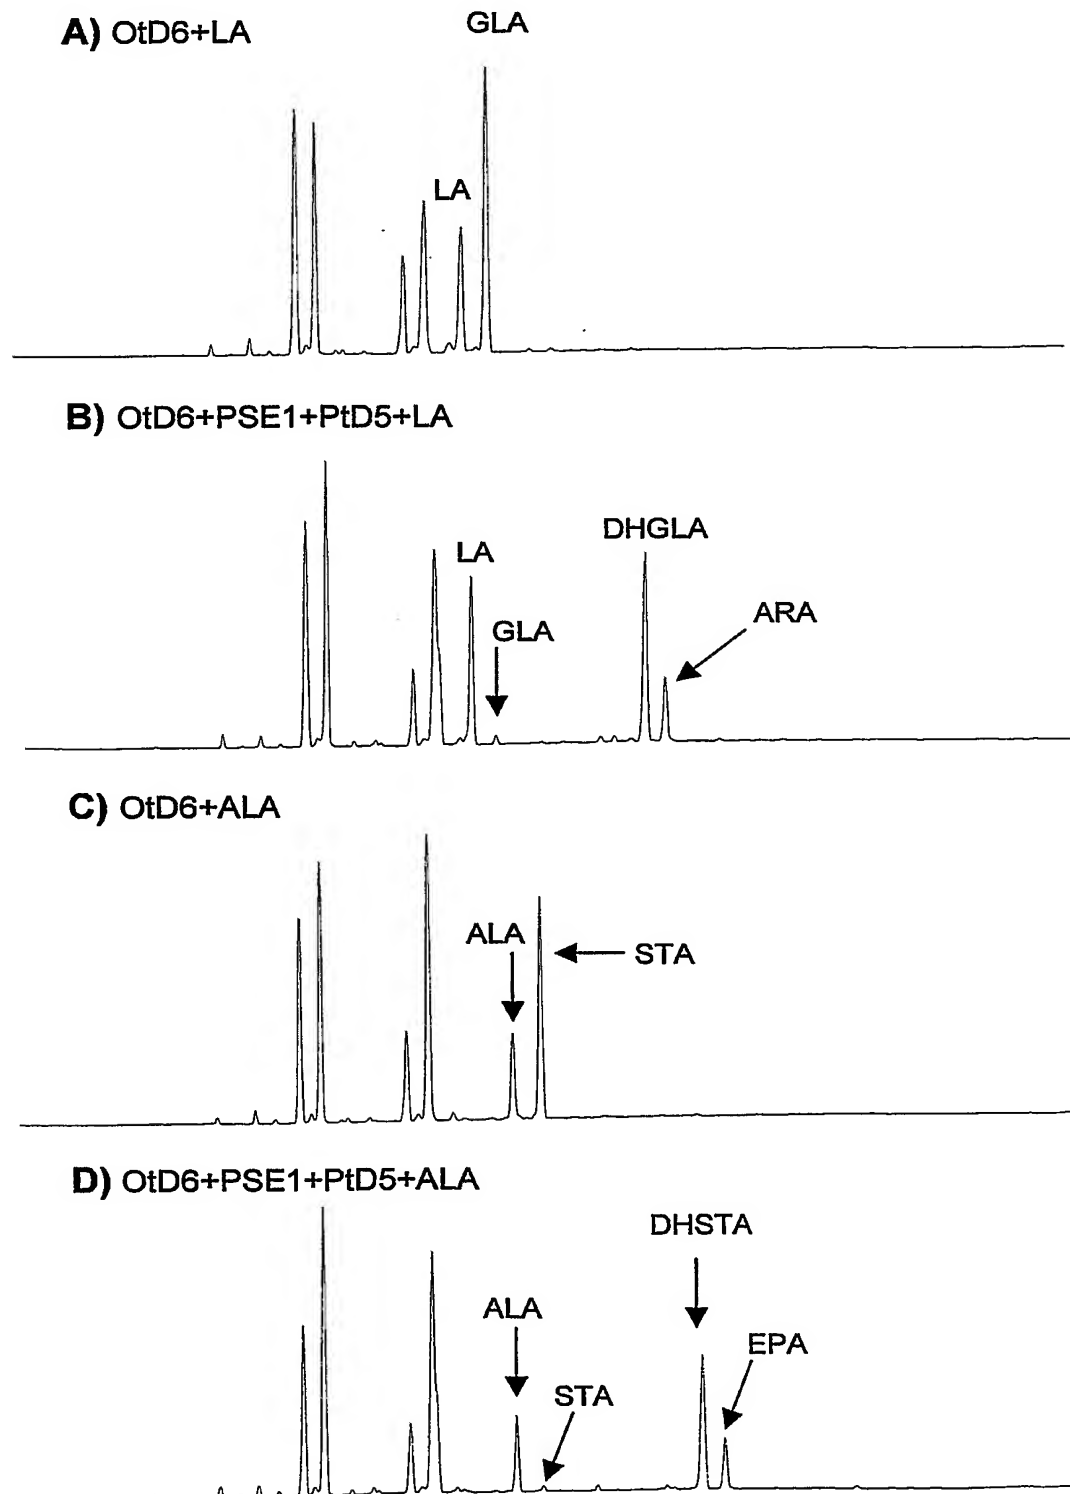 A) OtD6+LA
GLA
LA
B) OtD6+PSE1+PtD5+LA
DHGLA
LA
ARA
GLA
C) OtD6+ALA
ALA
STA
D) OtD6+PSE1+PtD5+ALA
DHSTA
ALA
EPA
STA